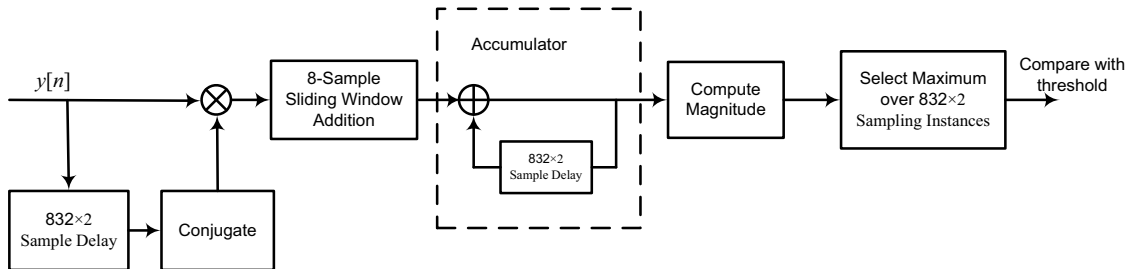 y[n]
832×2
Sample Delay
Conjugate
8-Sample
Sliding Window
Addition
Accumulator
832×2
Sample Delay
Compute
Magnitude
Select Maximum
over 832×2
Sampling Instances
Compare with
threshold